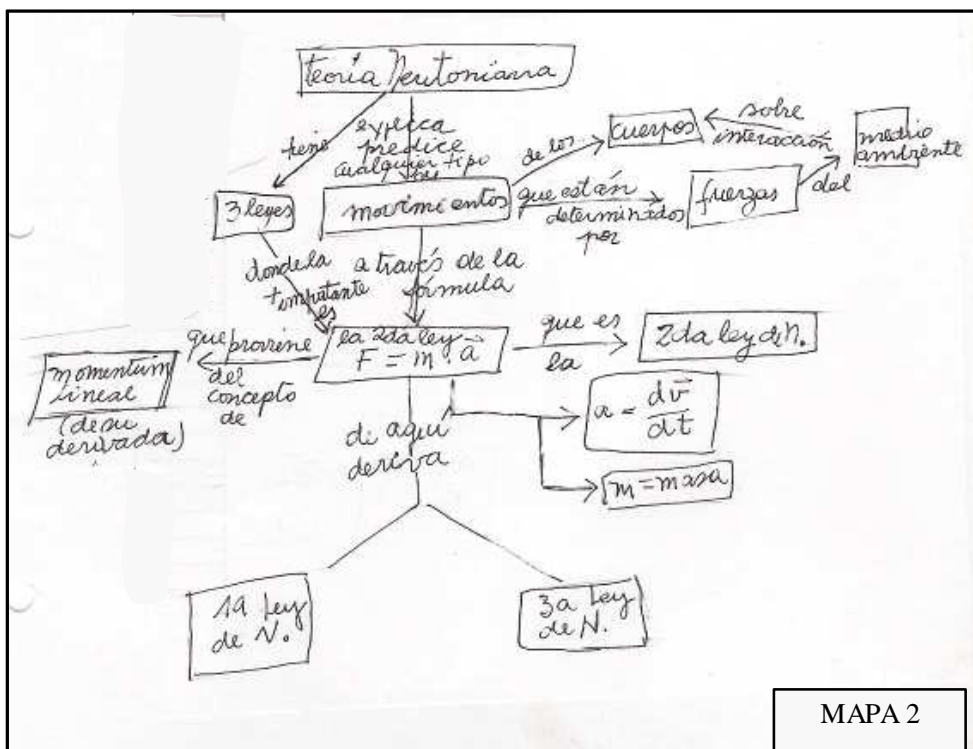 teoría Neutoniana
tiene
explica
predice
cualquier tipo
de los
cuerpos
sobre
interacción
medio
ambiente
3 leyes
movimientos
que están
determinados
por
fuerzas
del
donde la
+ importante
es
a través de la
fórmula
la 2da ley
F = m . a⃗
que es
la
2da ley de N.
que proviene
del
concepto
de
momentum
lineal
(de su
derivada)
a = dv⃗/dt
m = masa
de aquí
deriva
1a Ley
de N.
3a Ley
de N.
MAPA 2